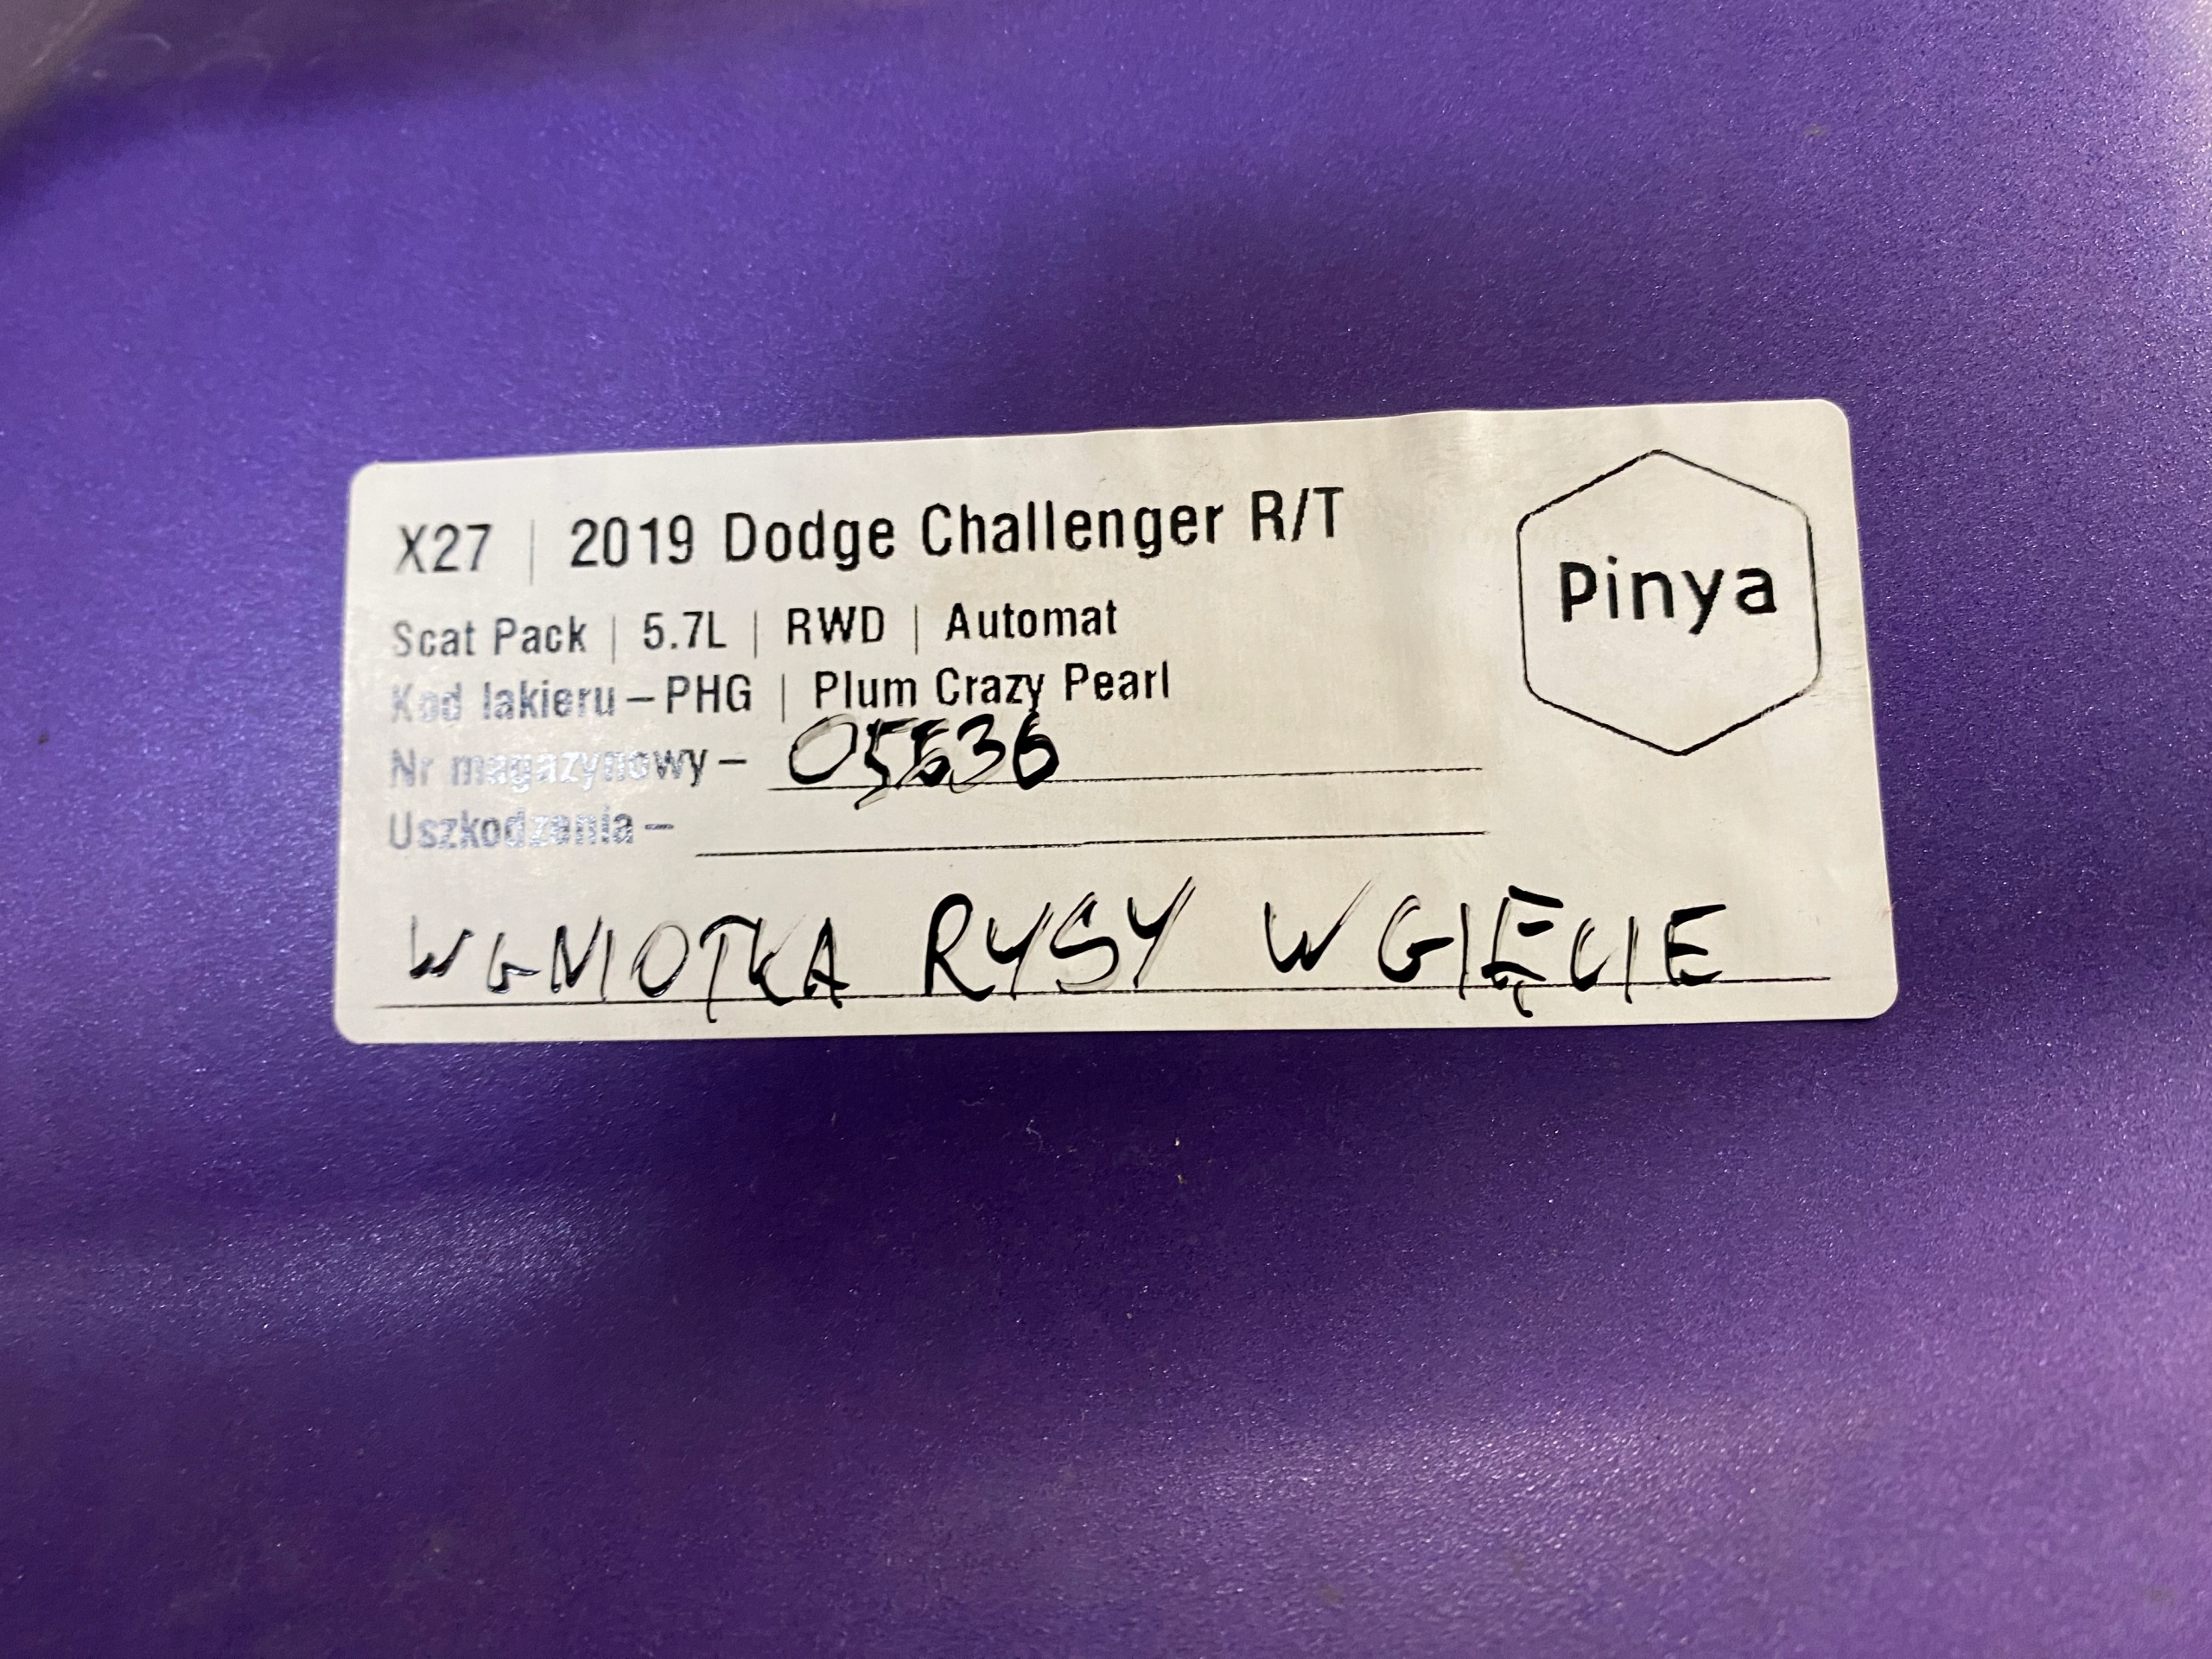 X27 | 2019 Dodge Challenger R/T
Pinya
Scat Pack | 5.7L | RWD | Automat
Kod lakieru – PHG | Plum Crazy Pearl
Nr magazynowy –
Uszkodzenia –
WGNIOTKA RYSY WGIĘCIE